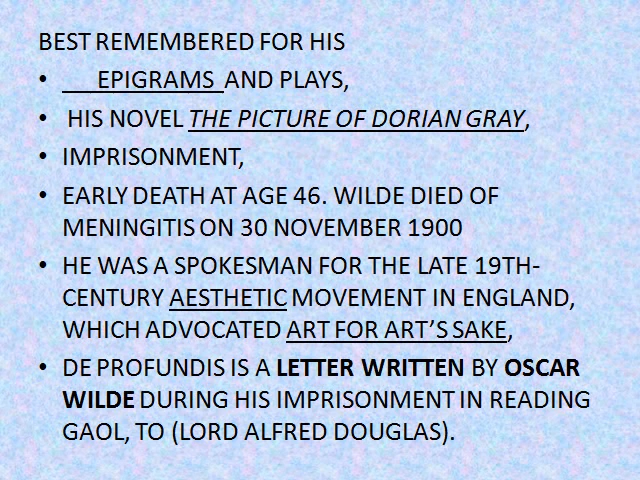 BEST REMEMBERED FOR HIS
• EPIGRAMS AND PLAYS,
• HIS NOVEL THE PICTURE OF DORIAN GRAY,
• IMPRISONMENT,
• EARLY DEATH AT AGE 46. WILDE DIED OF
MENINGITIS ON 30 NOVEMBER 1900
• HE WAS A SPOKESMAN FOR THE LATE 19TH-
CENTURY AESTHETIC MOVEMENT IN ENGLAND,
WHICH ADVOCATED ART FOR ART’S SAKE,
• DE PROFUNDIS IS A LETTER WRITTEN BY OSCAR
WILDE DURING HIS IMPRISONMENT IN READING
GAOL, TO (LORD ALFRED DOUGLAS).